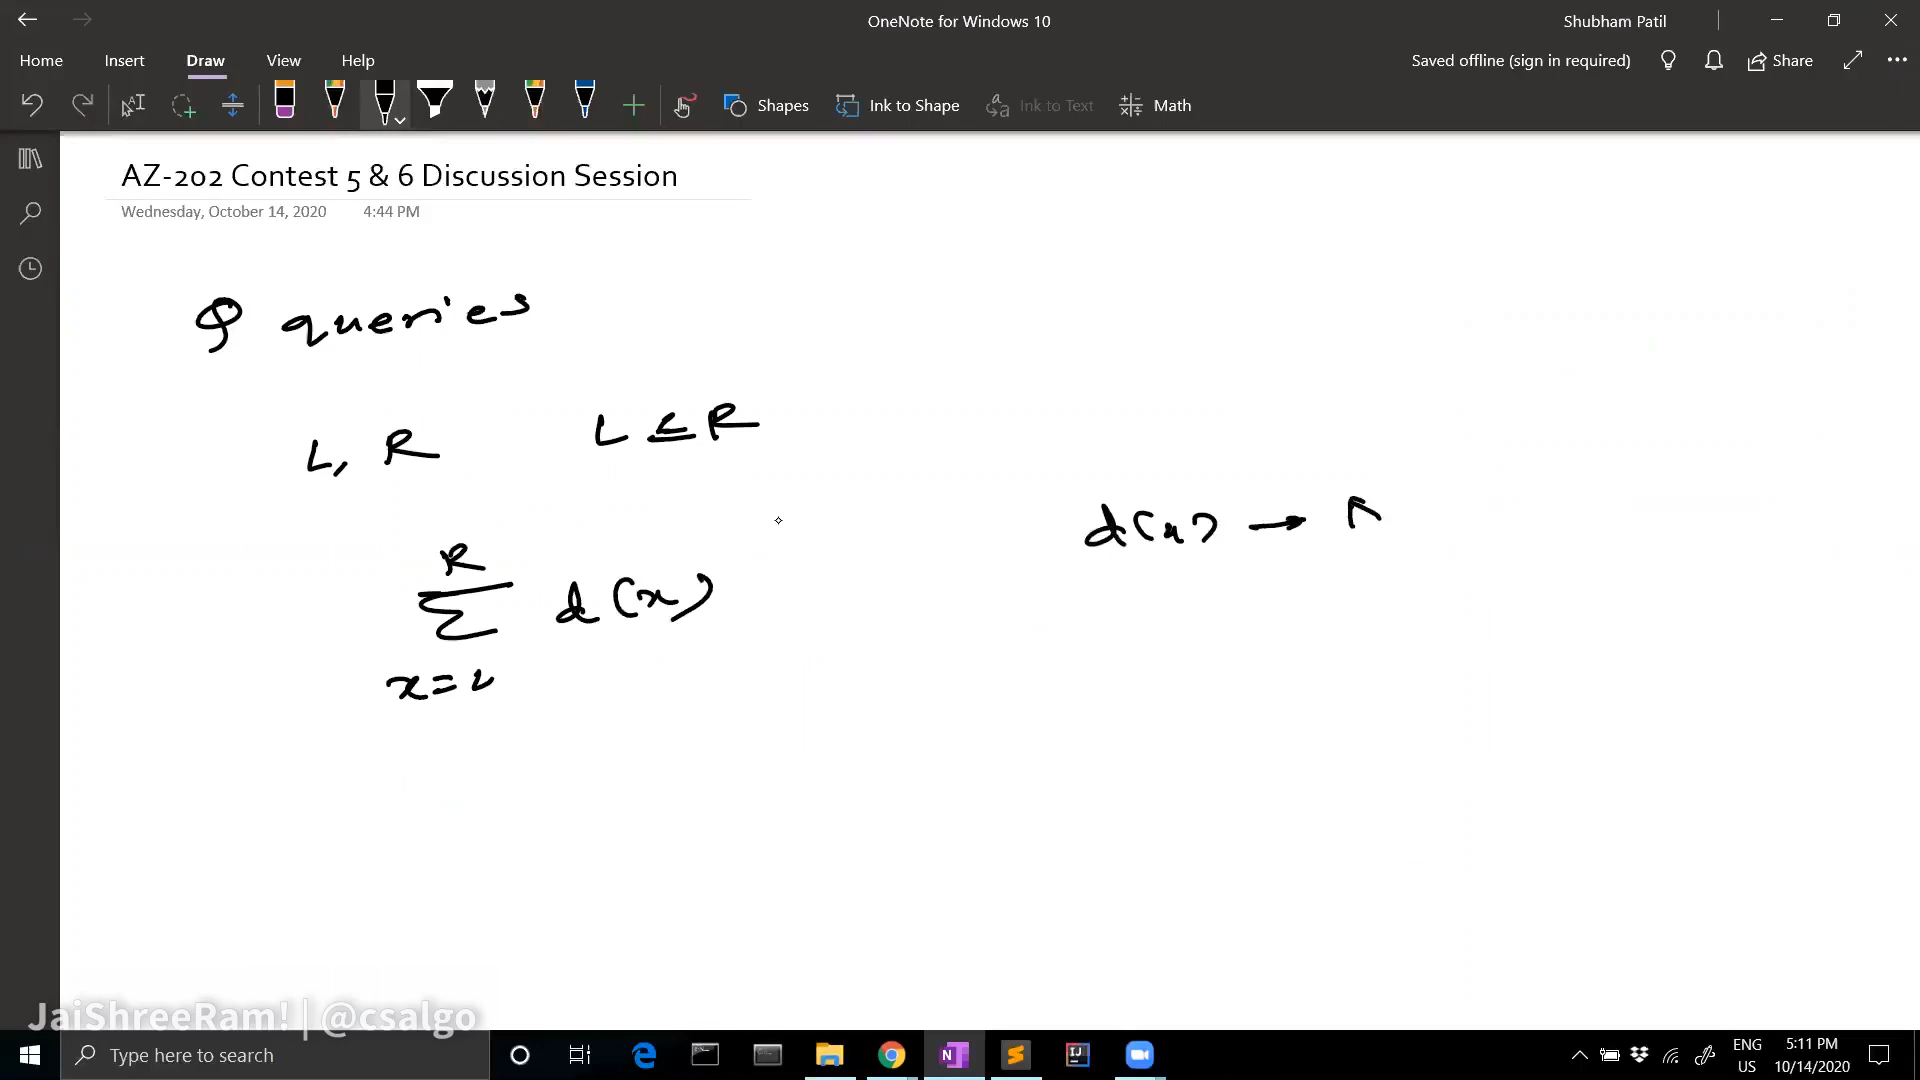 OneNote for Windows 10
Shubham Patil
Home Insert Draw View Help
Saved offline (sign in required)
Share
Shapes
Ink to Shape
Ink to Text
Math
AZ-202 Contest 5 & 6 Discussion Session
Wednesday, October 14, 2020 4:44 PM
Q queries
L, R
L ≤ R
d(x) →
R
∑ d(x)
x=L
JaiShreeRam! | @csalgo
Type here to search
ENG
US
5:11 PM
10/14/2020